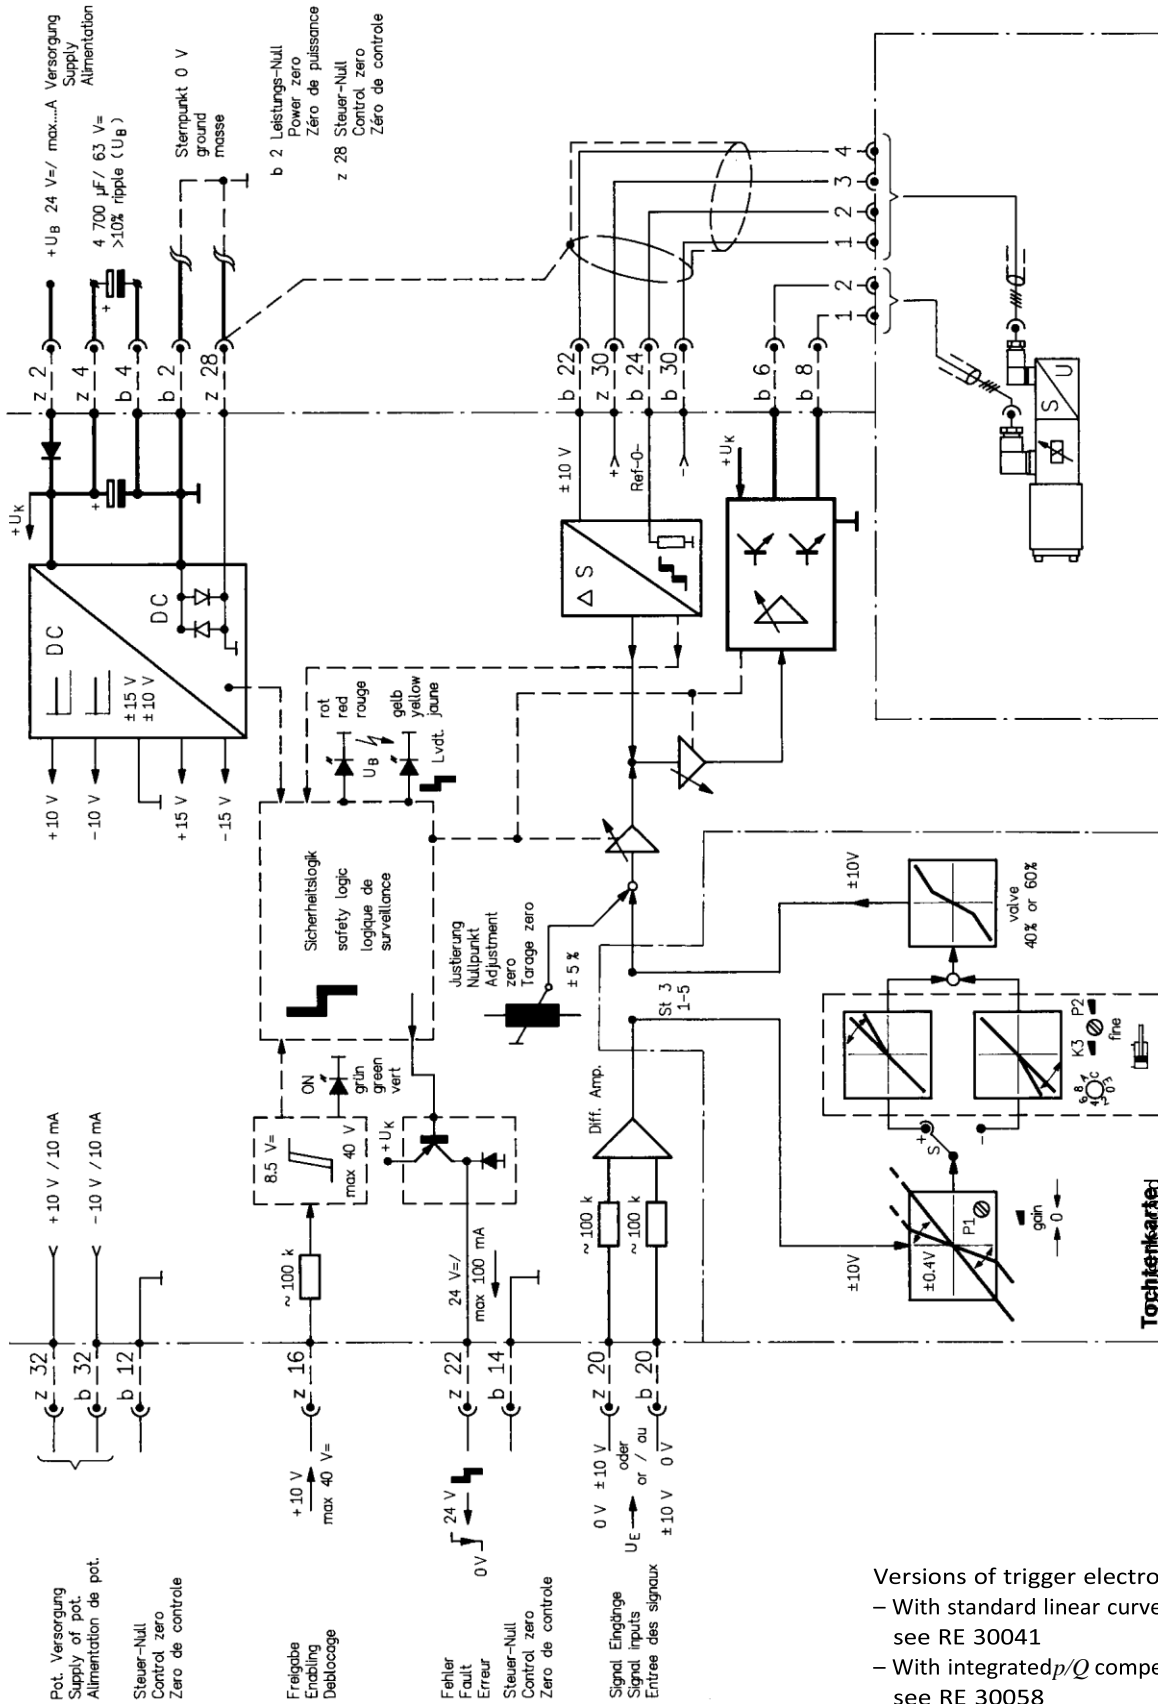 Pot. Versorgung
Supply of pot.
Alimentation de pot.
Steuer-Null
Control zero
Zero de controle
Freigabe
Enabling
Deblocage
Fehler
Fault
Erreur
Steuer-Null
Control zero
Zero de controle
Signal Eingänge
Signal inputs
Entree des signaux
+10 V
max 40 V=
24 V
0V
0V ±10 V
oder
U_E or / au
±10 V 0V
z 32
b 32
b 12
z 16
z 22
b 14
z 20
b 20
+10 V /10 mA
-10 V /10 mA
~ 100 k
24 V=/
max 100 mA
~ 100 k
~ 100 k
8.5 V=
max 40 V
ON
grün
green
vert
+U_K
Diff. Amp.
Sicherheitslogik
safety logic
logique de
surveillance
Justierung
Nullpunkt
Adjustment
zero
Tarage zero
±5%
St 3
1-5
+10 V
-10 V
+15 V
-15 V
DC
DC
±15 V
±10 V
rot
red
rouge
U_B
gelb
yellow
jaune
Lvdt.
+U_K
z 2
z 4
b 4
b 2
z 28
+U_B 24 V=/ max....A Versorgung
Supply
Alimentation
4 700 µF/ 63 V=
>10% ripple (U_B)
Sternpunkt 0 V
ground
masse
b 2 Leistungs-Null
Power zero
Zéro de puissance
z 28 Steuer-Null
Control zero
Zéro de controle
Δ S
±10 V
+
Ref-0-
-
+U_K
b 22
z 30
b 24
b 30
b 6
b 8
4
3
2
1
2
1
S
U
±10V
±0.4V
P1
gain
0
S
+
-
K3
P2
fine
±10V
valve
40% or 60%
Versions of trigger electro
– With standard linear curve
see RE 30041
– With integrated p/Q compe
see RE 30058